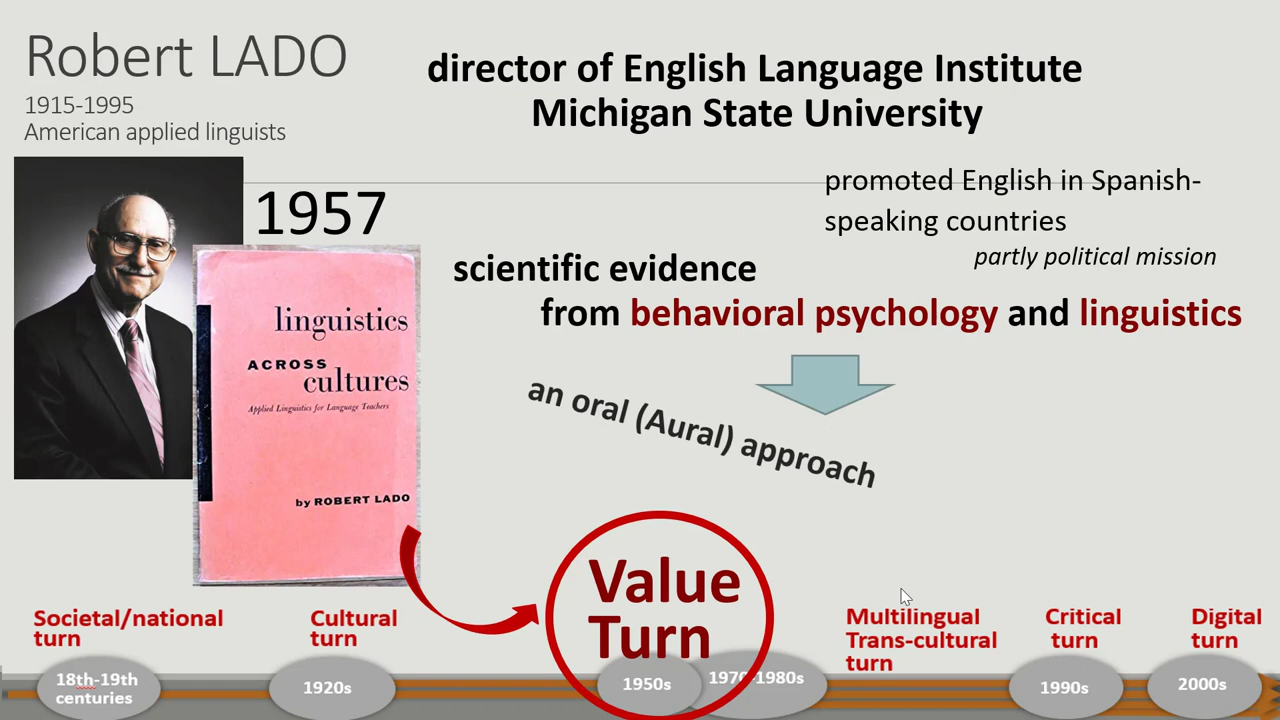 Robert LADO
1915-1995
American applied linguists
director of English Language Institute
Michigan State University
1957
promoted English in Spanish-
speaking countries
partly political mission
scientific evidence
from behavioral psychology and linguistics
an oral (Aural) approach
linguistics
ACROSS
cultures
Applied Linguistics for Language Teachers
by ROBERT LADO
Value
Turn
Societal/national
turn
Cultural
turn
Multilingual
Trans-cultural
turn
Critical
turn
Digital
turn
18th-19th
centuries
1920s
1950s
1970-1980s
1990s
2000s